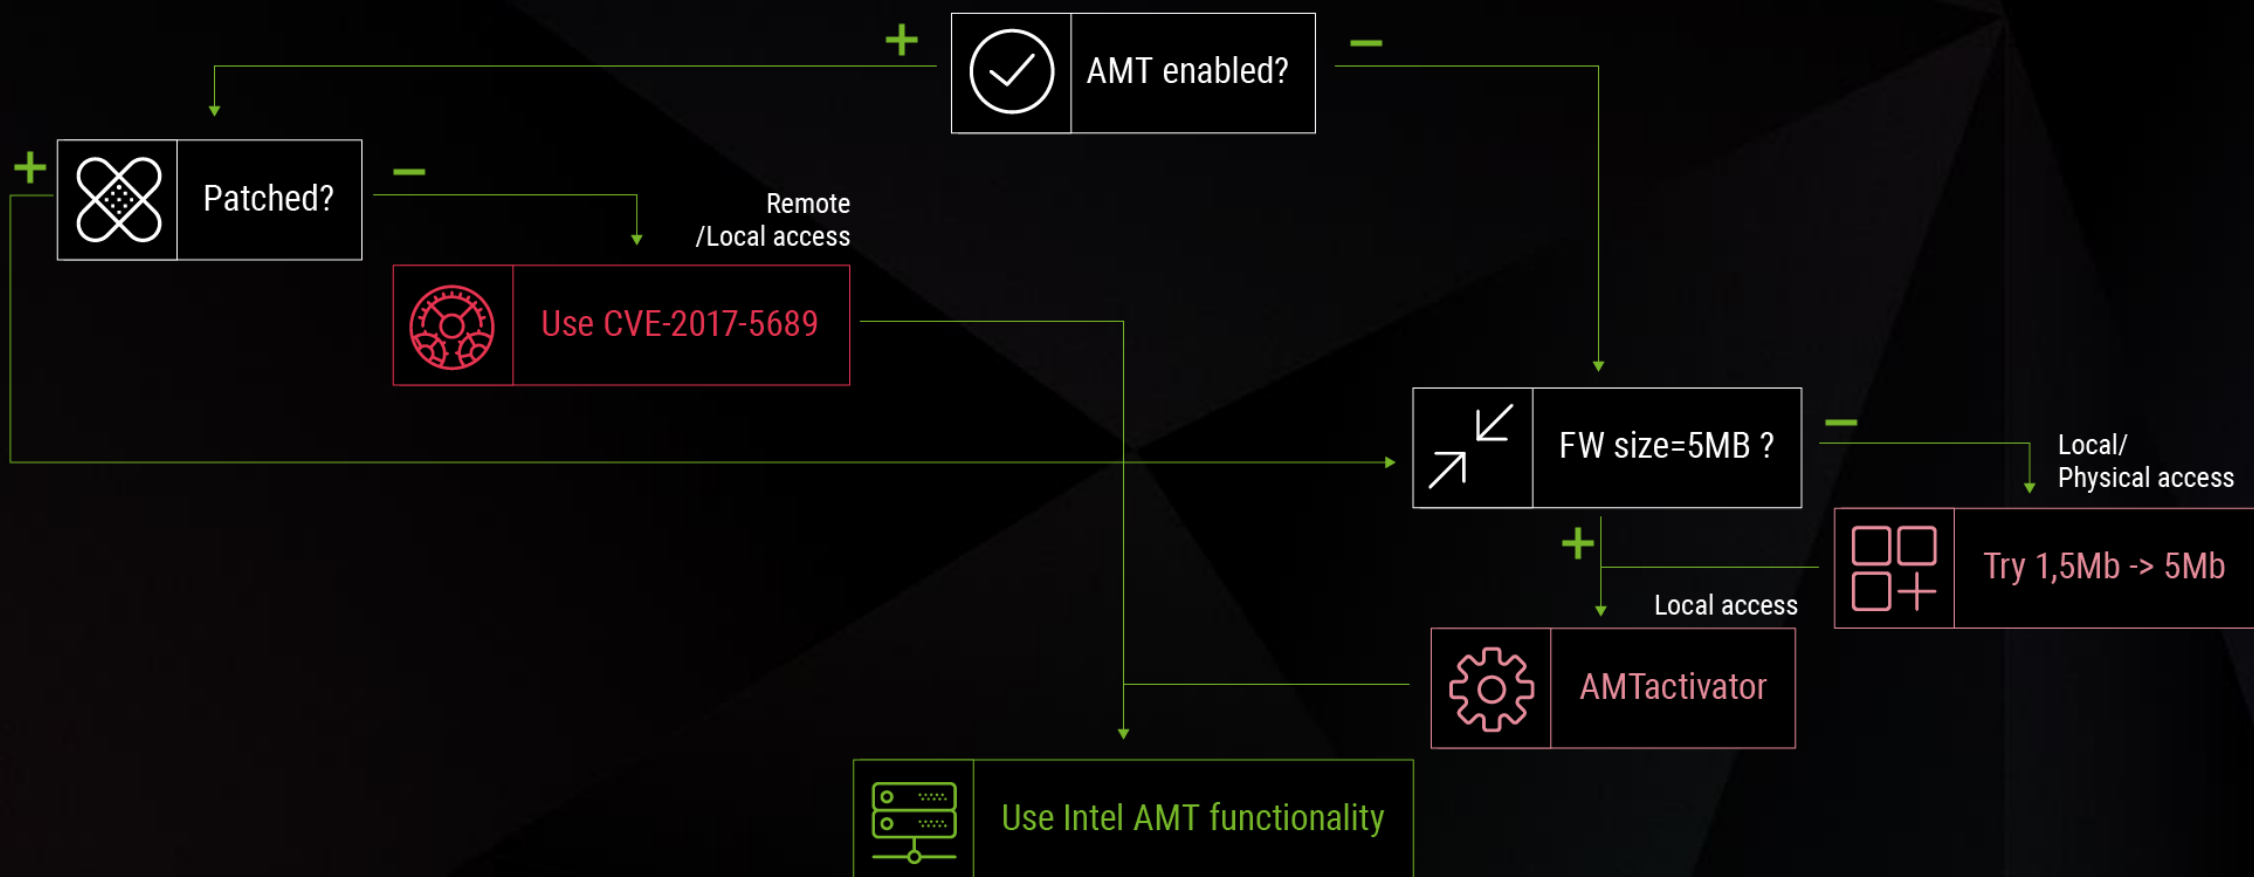 +
AMT enabled?
−
+
Patched?
−
Remote
/Local access
Use CVE-2017-5689
FW size=5MB ?
−
Local/
Physical access
+
Try 1,5Mb -> 5Mb
Local access
AMTactivator
Use Intel AMT functionality